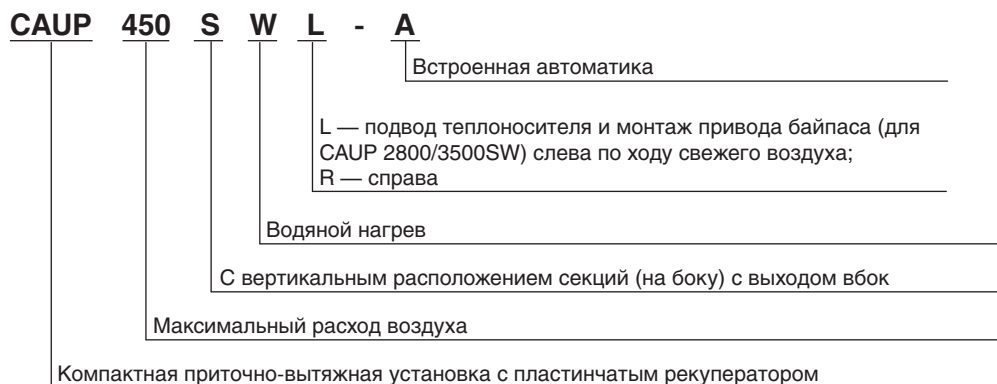 CAUP 450 S W L - A
Встроенная автоматика
L — подвод теплоносителя и монтаж привода байпаса (для
CAUP 2800/3500SW) слева по ходу свежего воздуха;
R — справа
Водяной нагрев
С вертикальным расположением секций (на боку) с выходом вбок
Максимальный расход воздуха
Компактная приточно-вытяжная установка с пластинчатым рекуператором